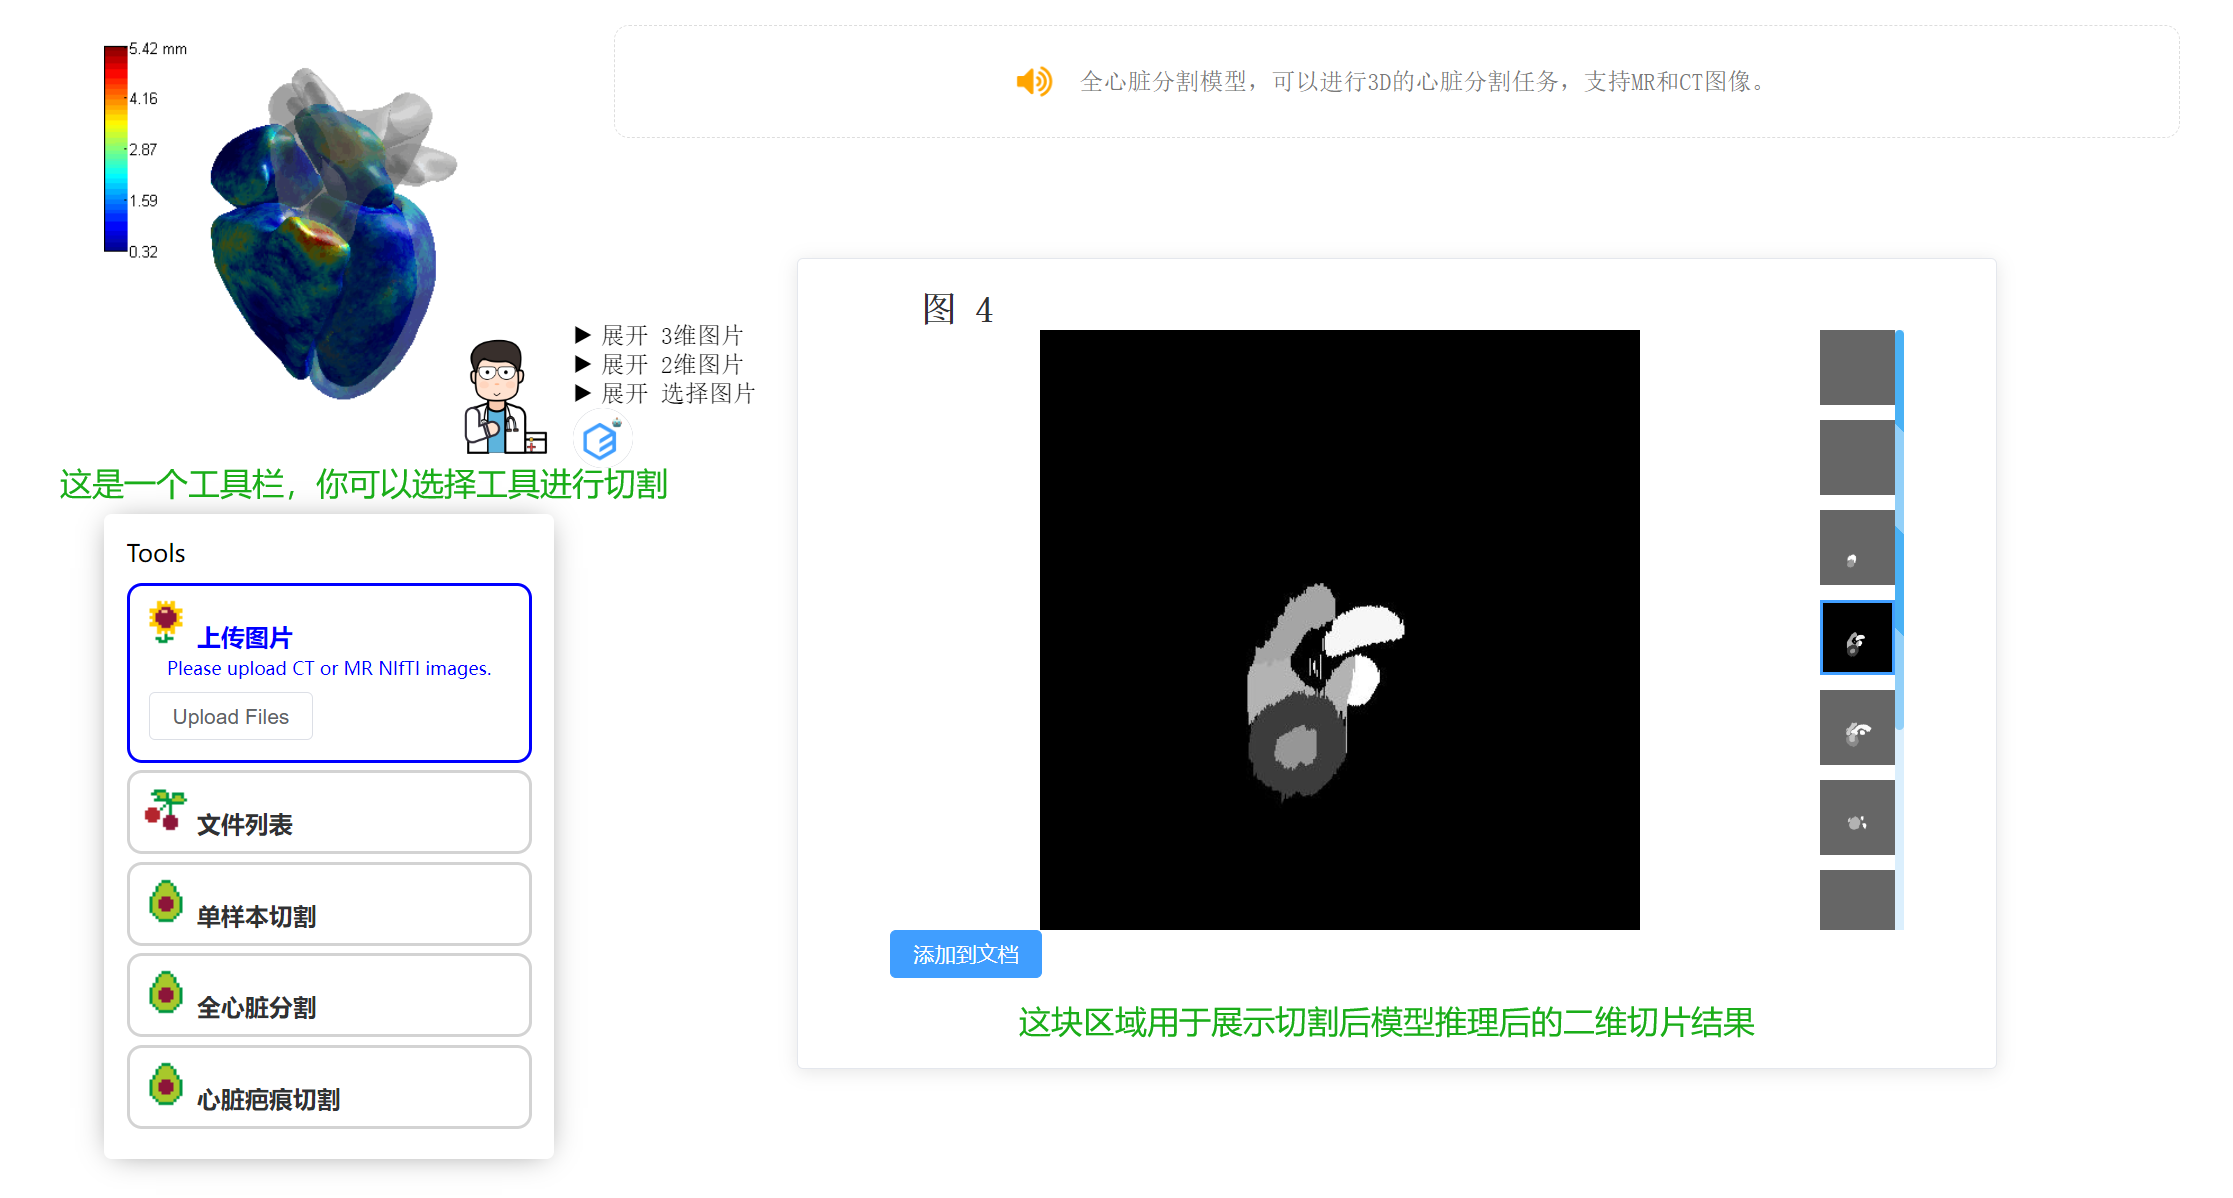 5.42 mm
4.16
2.87
1.59
0.32
全心脏分割模型，可以进行3D的心脏分割任务，支持MR和CT图像。
▶ 展开 3维图片
▶ 展开 2维图片
▶ 展开 选择图片
这是一个工具栏，你可以选择工具进行切割
Tools
上传图片
Please upload CT or MR NIfTI images.
Upload Files
文件列表
单样本切割
全心脏分割
心脏疤痕切割
图 4
添加到文档
这块区域用于展示切割后模型推理后的二维切片结果